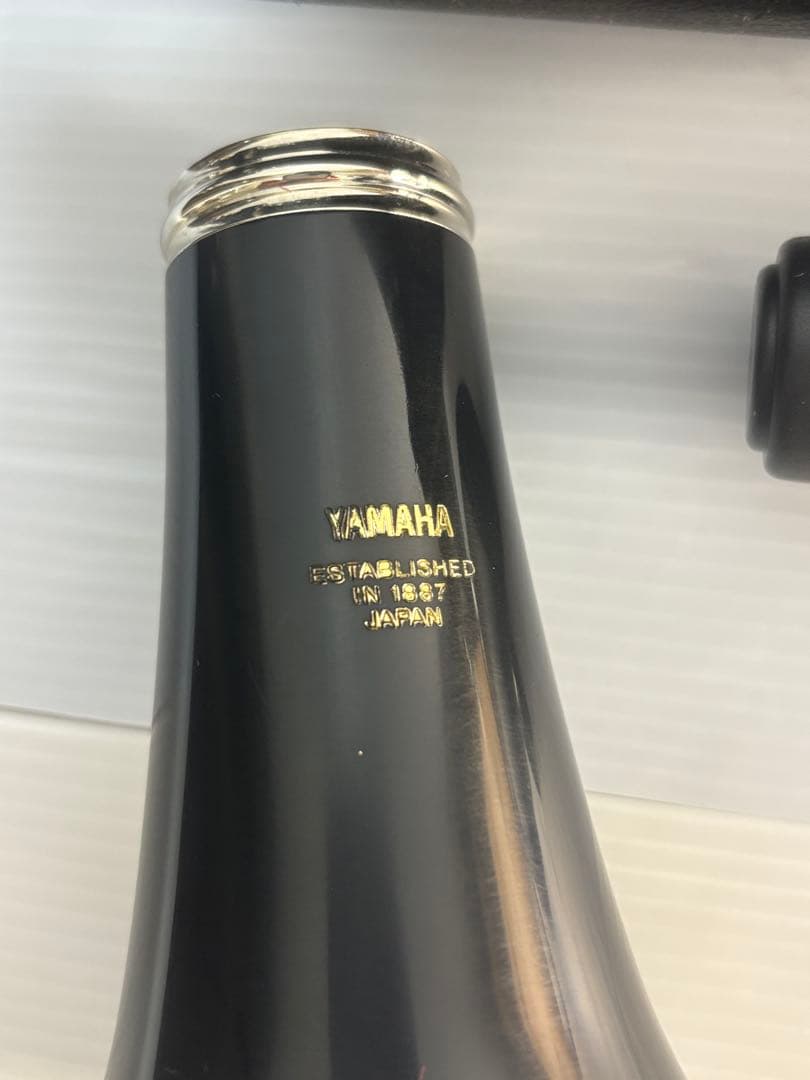 YAMAHA
ESTABLISHED
IN 1887
JAPAN